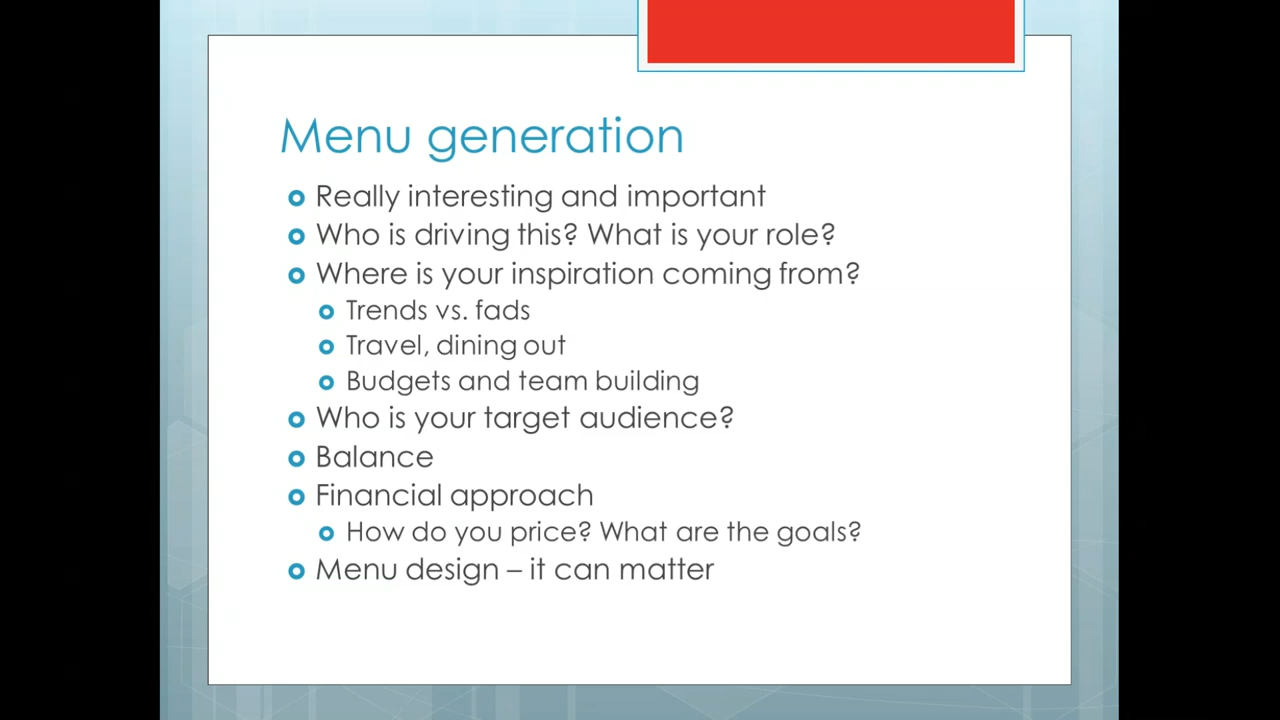 Menu generation
Really interesting and important
Who is driving this? What is your role?
Where is your inspiration coming from?
Trends vs. fads
Travel, dining out
Budgets and team building
Who is your target audience?
Balance
Financial approach
How do you price? What are the goals?
Menu design – it can matter